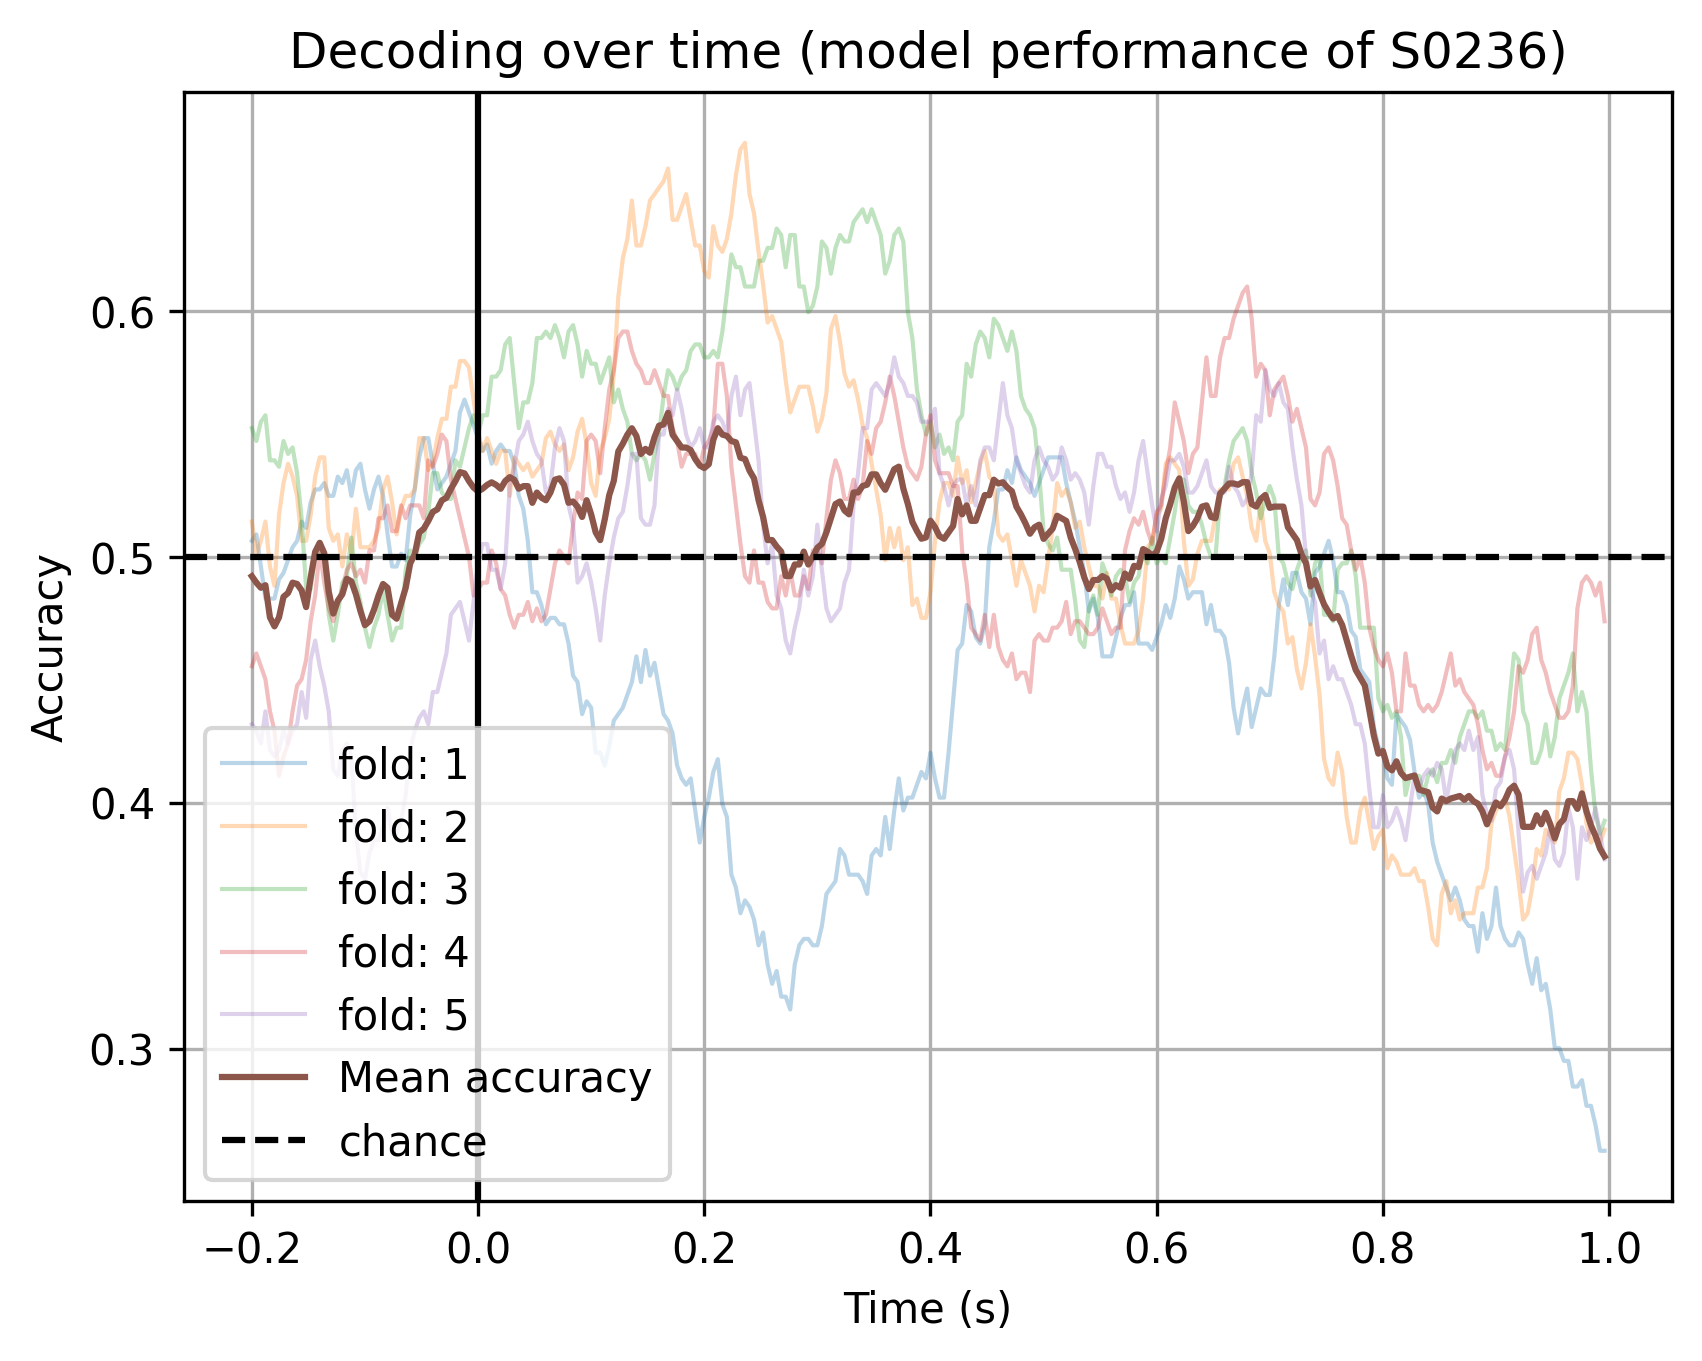 Decoding over time (model performance of S0236)
Accuracy
0.6
0.5
0.4
0.3
fold: 1
fold: 2
fold: 3
fold: 4
fold: 5
Mean accuracy
chance
−0.2 0.0 0.2 0.4 0.6 0.8 1.0
Time (s)